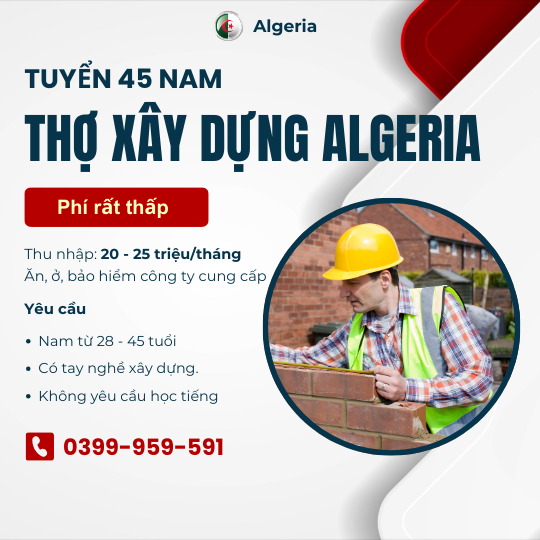 Algeria
TUYỂN 45 NAM
THỢ XÂY DỰNG ALGERIA
Phí rất thấp
Thu nhập: 20 - 25 triệu/tháng
Ăn, ở, bảo hiểm công ty cung cấp
Yêu cầu
• Nam từ 28 - 45 tuổi
• Có tay nghề xây dựng.
• Không yêu cầu học tiếng
0399-959-591